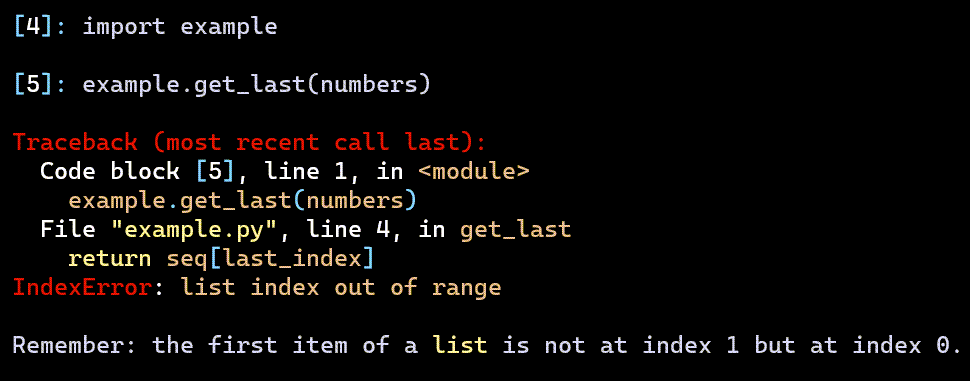 [4]: import example
[5]: example.get_last(numbers)
Traceback (most recent call last):
  Code block [5], line 1, in <module>
    example.get_last(numbers)
  File "example.py", line 4, in get_last
    return seq[last_index]
IndexError: list index out of range
Remember: the first item of a list is not at index 1 but at index 0.